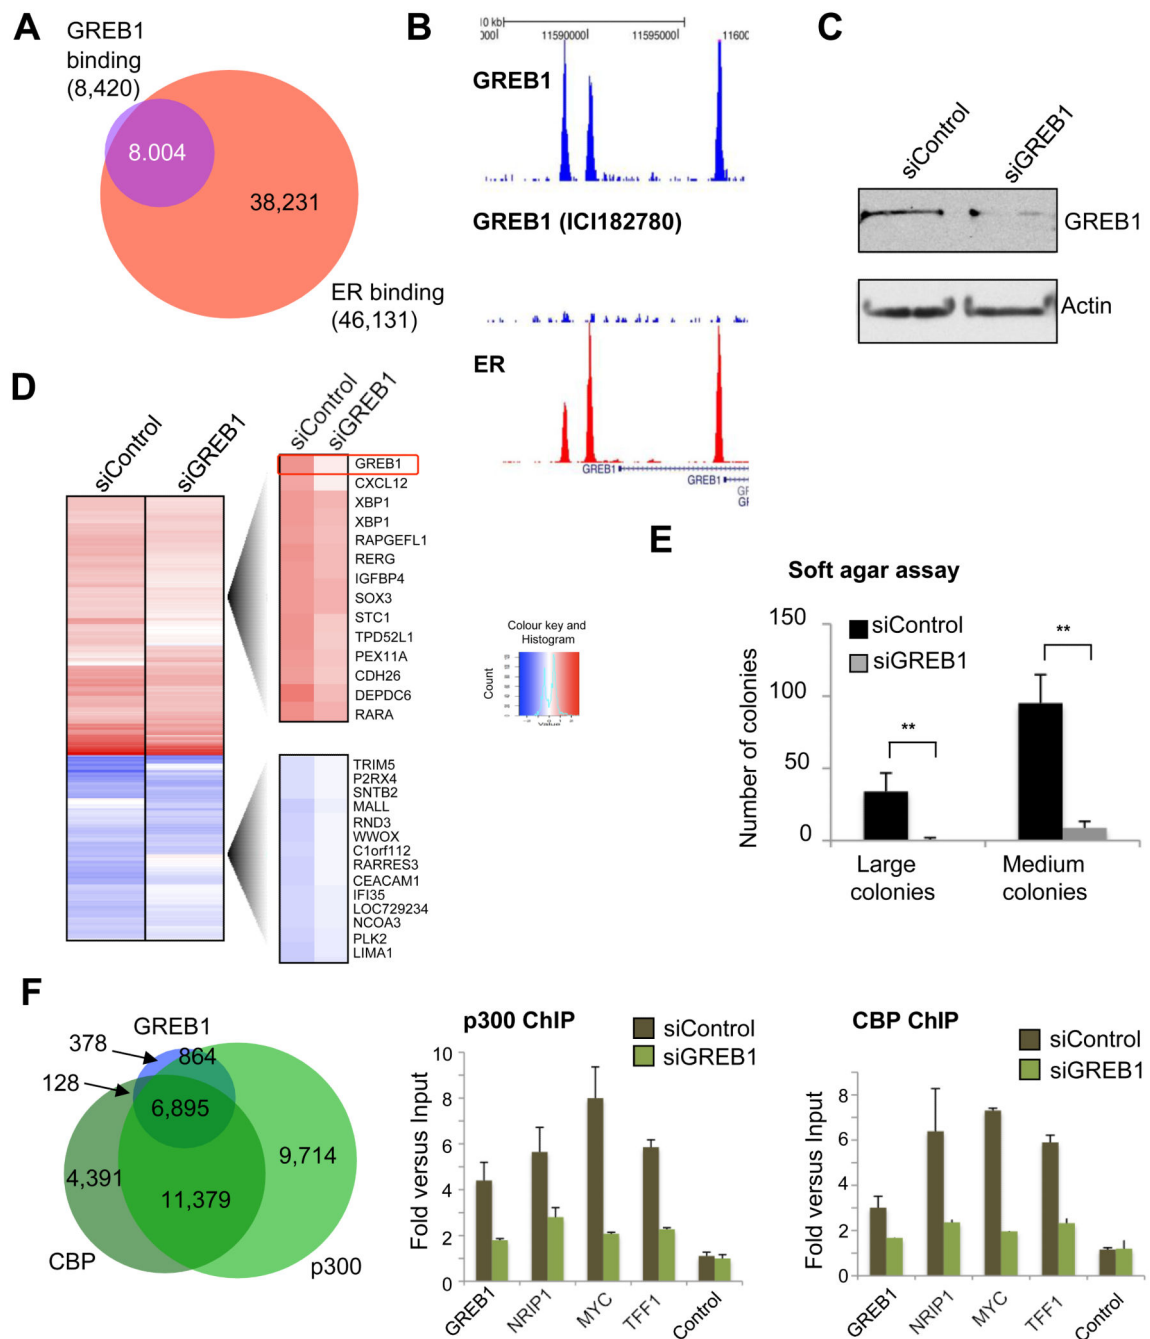 A
GREB1
binding
(8,420)
8.004
38,231
ER binding
(46,131)
B
10 kb
11590000
11595000
11600
GREB1
GREB1 (ICI182780)
ER
GREB1
GREB1
C
siControl
siGREB1
GREB1
Actin
D
siControl
siGREB1
siControl
siGREB1
GREB1
CXCL12
XBP1
XBP1
RAPGEFL1
RERG
IGFBP4
SOX3
STC1
TPD52L1
PEX11A
CDH26
DEPDC6
RARA
TRIM5
P2RX4
SNTB2
MALL
RND3
WWOX
C1orf112
RARRES3
CEACAM1
IFI35
LOC729234
NCOA3
PLK2
LIMA1
Colour key and
Histogram
Count
Value
E
Soft agar assay
siControl
siGREB1
Number of colonies
150
100
50
0
**
**
Large
colonies
Medium
colonies
F
GREB1
378
864
128
6,895
9,714
4,391
11,379
CBP
p300
p300 ChIP
siControl
siGREB1
Fold versus Input
10
8
6
4
2
0
GREB1
NRIP1
MYC
TFF1
Control
CBP ChIP
siControl
siGREB1
Fold versus Input
8
6
4
2
0
GREB1
NRIP1
MYC
TFF1
Control